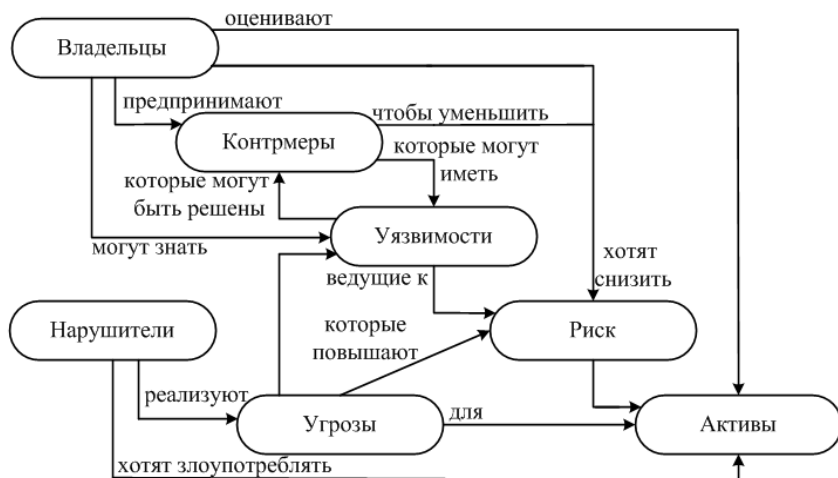 оценивают
Владельцы
предпринимают
чтобы уменьшить
Контрмеры
которые могут
иметь
которые могут
быть решены
Уязвимости
могут знать
ведущие к
хотят
снизить
Нарушители
которые
повышают
Риск
реализуют
Угрозы
для
Активы
хотят злоупотреблять